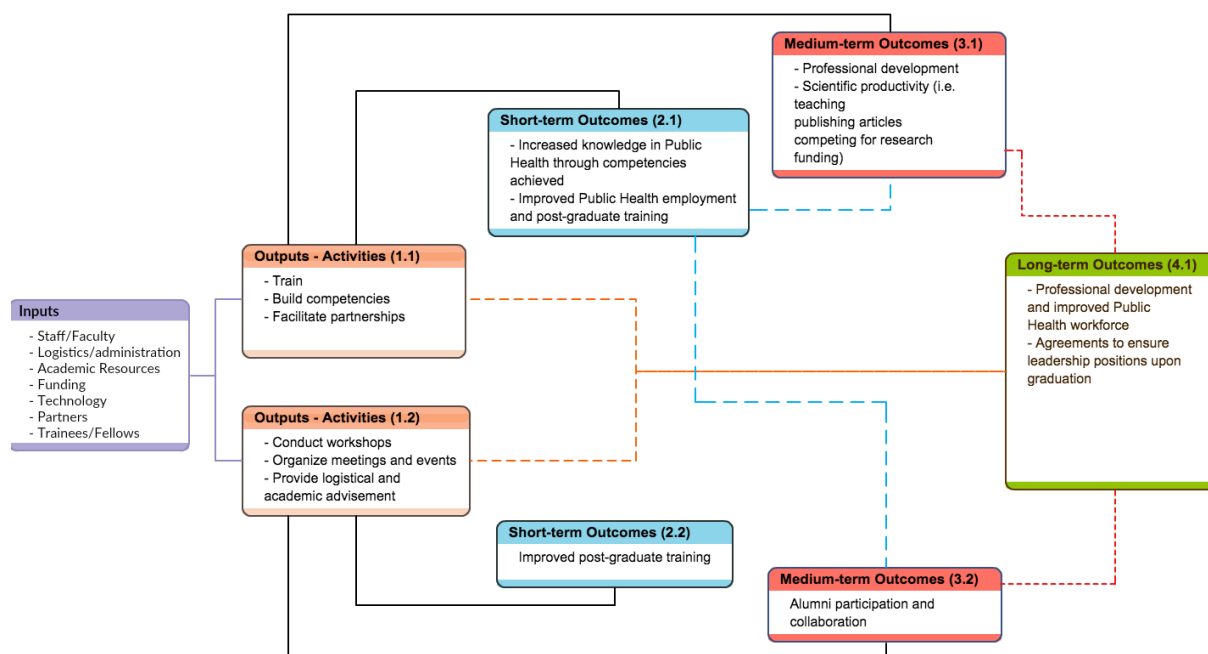 Inputs
- Staff/Faculty
- Logistics/administration
- Academic Resources
- Funding
- Technology
- Partners
- Trainees/Fellows
Outputs - Activities (1.1)
- Train
- Build competencies
- Facilitate partnerships
Outputs - Activities (1.2)
- Conduct workshops
- Organize meetings and events
- Provide logistical and
academic advisement
Short-term Outcomes (2.1)
- Increased knowledge in Public
Health through competencies
achieved
- Improved Public Health employment
and post-graduate training
Short-term Outcomes (2.2)
Improved post-graduate training
Medium-term Outcomes (3.1)
- Professional development
- Scientific productivity (i.e.
teaching
publishing articles
competing for research
funding)
Medium-term Outcomes (3.2)
Alumni participation and
collaboration
Long-term Outcomes (4.1)
- Professional development
and improved Public
Health workforce
- Agreements to ensure
leadership positions upon
graduation